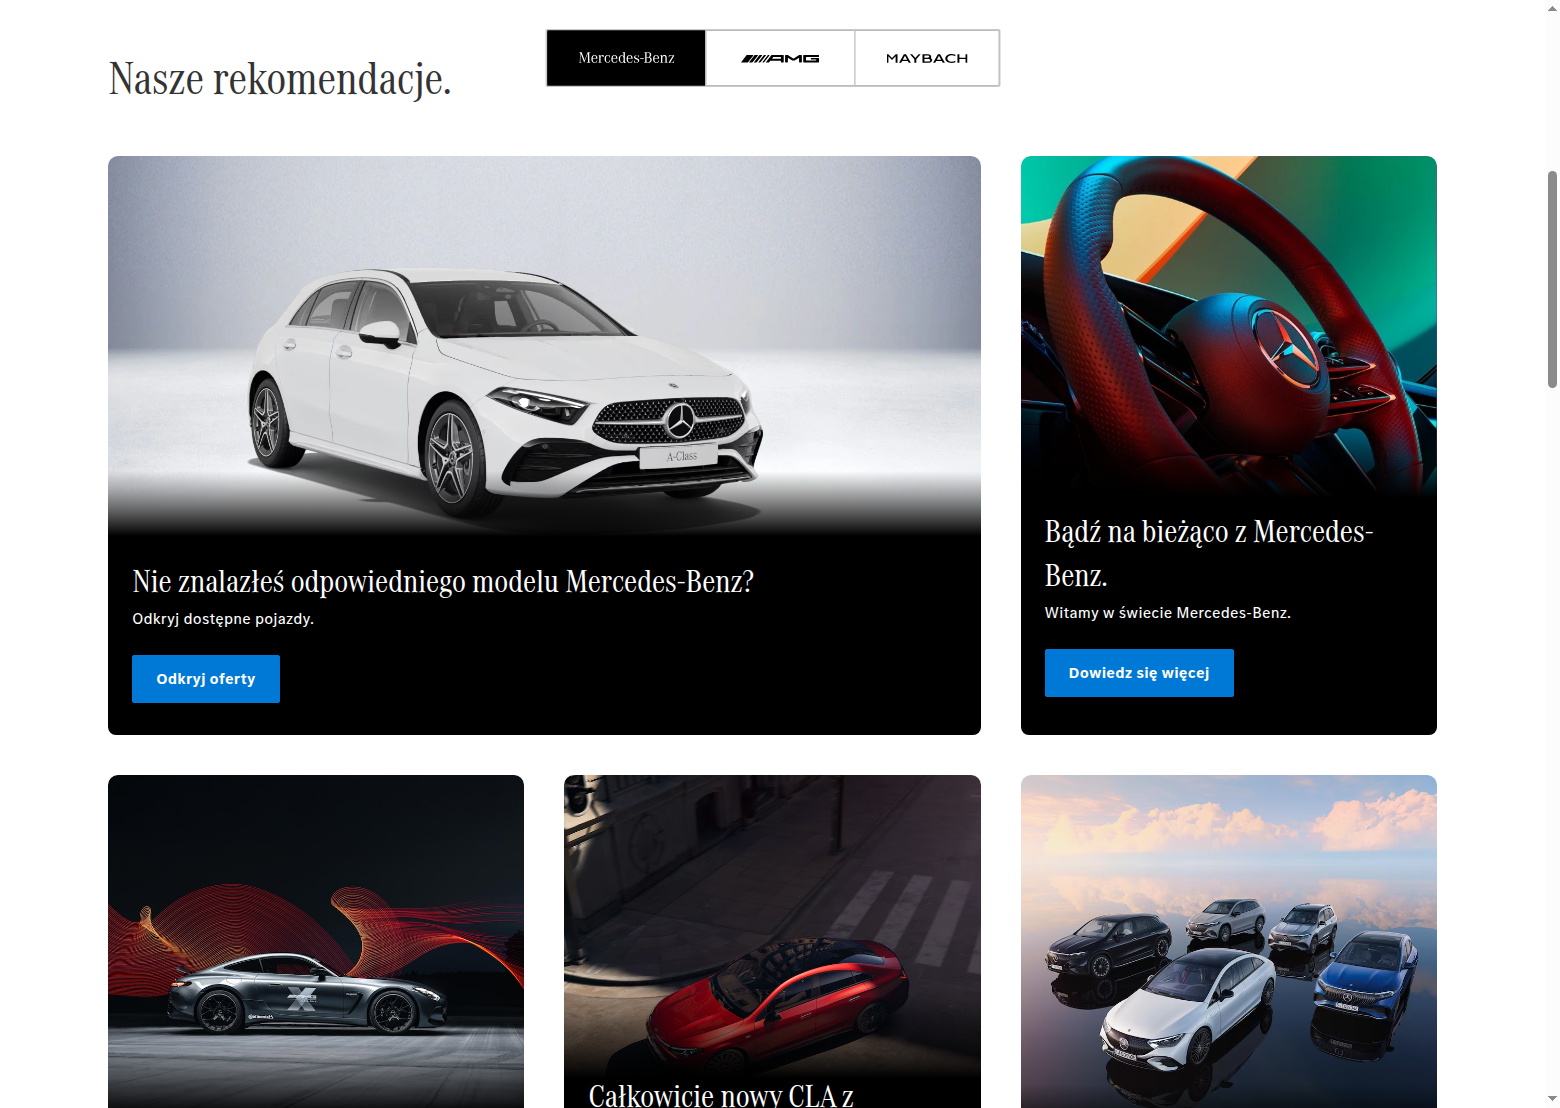 Mercedes-Benz
AMG
MAYBACH
Nasze rekomendacje.
A-Class
Nie znalazłeś odpowiedniego modelu Mercedes-Benz?
Odkryj dostępne pojazdy.
Odkryj oferty
Bądź na bieżąco z Mercedes-
Benz.
Witamy w świecie Mercedes-Benz.
Dowiedz się więcej
X
Całkowicie nowy CLA z